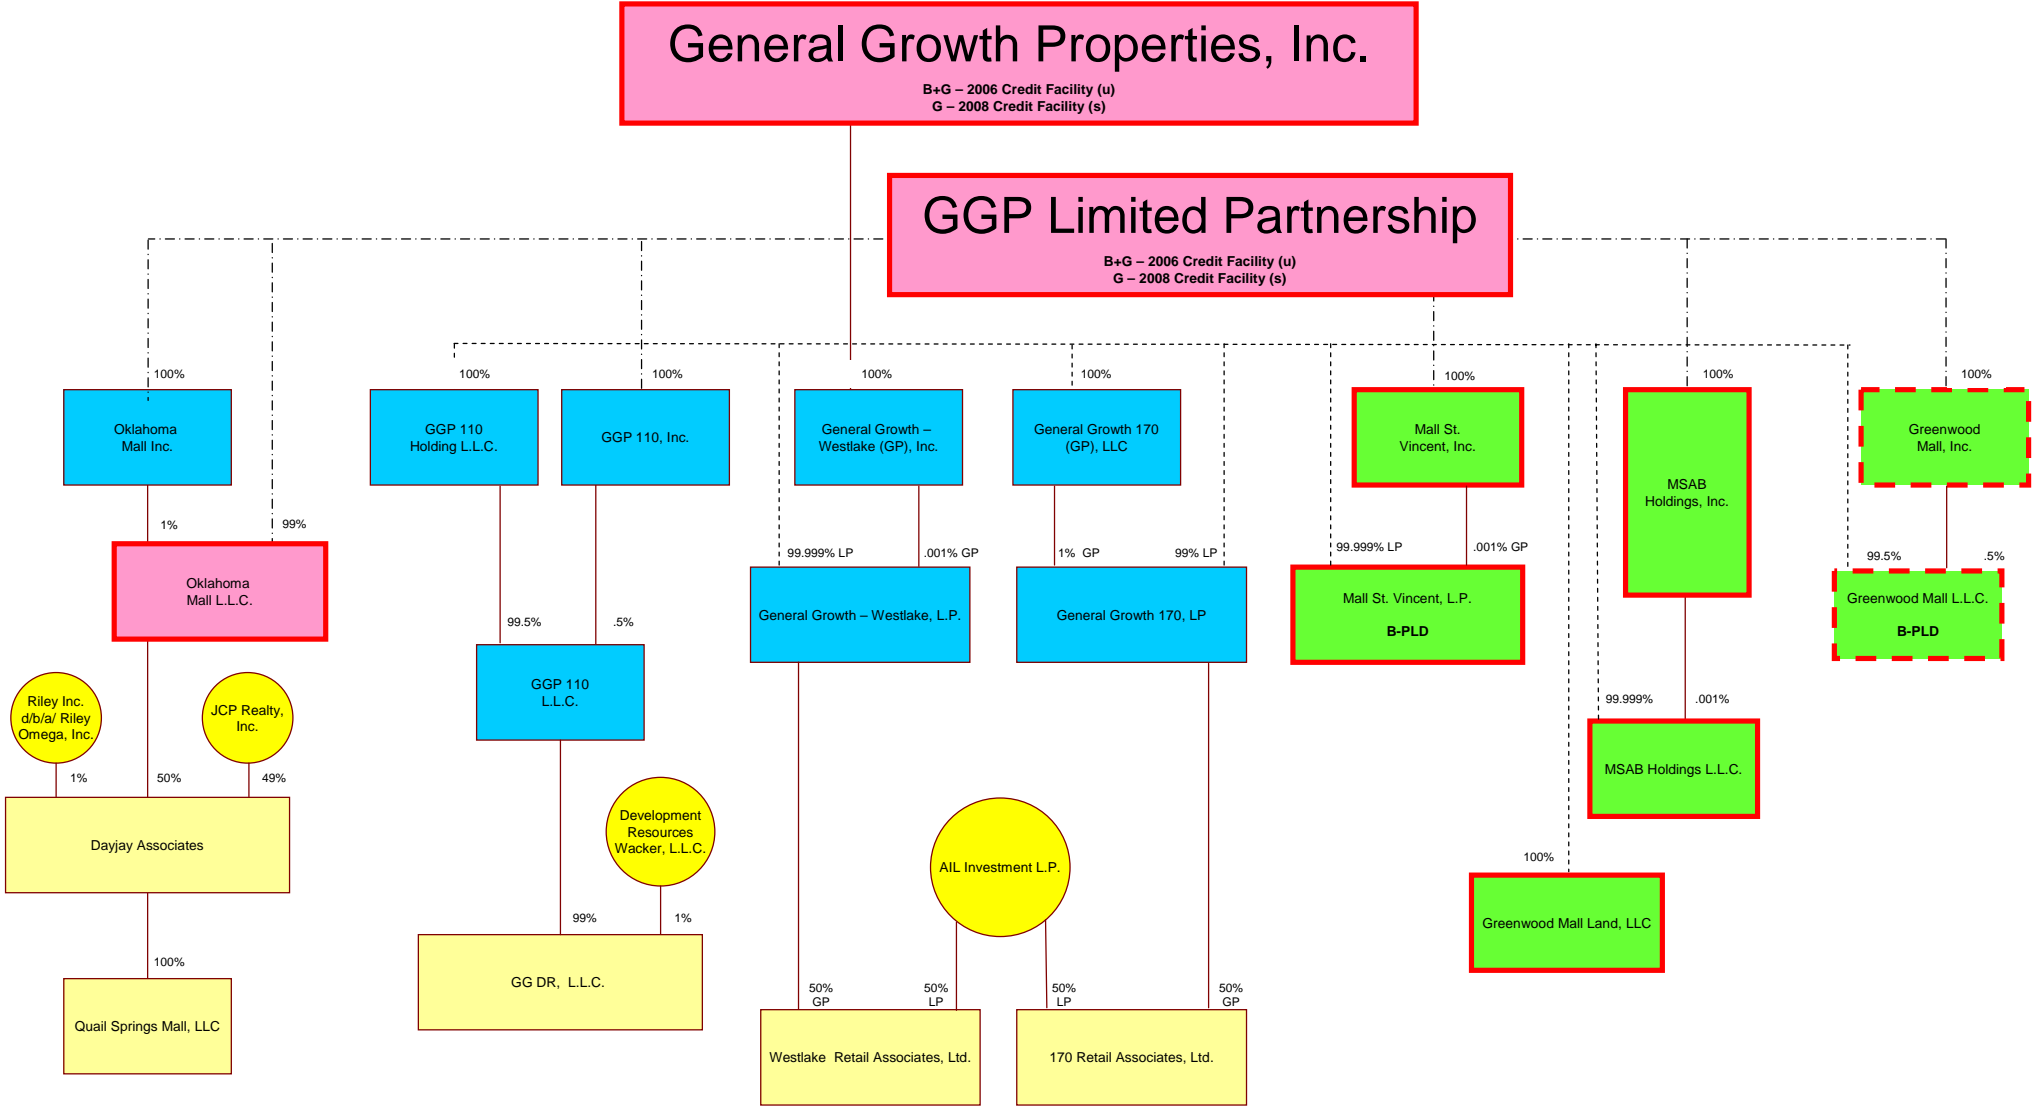 General Growth Properties, Inc.
B+G – 2006 Credit Facility (u)
G – 2008 Credit Facility (s)
GGP Limited Partnership
B+G – 2006 Credit Facility (u)
G – 2008 Credit Facility (s)
100%
100%
100%
100%
100%
100%
100%
100%
Oklahoma
Mall Inc.
GGP 110
Holding L.L.C.
GGP 110, Inc.
General Growth –
Westlake (GP), Inc.
General Growth 170
(GP), LLC
Mall St.
Vincent, Inc.
MSAB
Holdings, Inc.
Greenwood
Mall, Inc.
1%
99%
99.999% LP
.001% GP
1% GP
99% LP
99.999% LP
.001% GP
99.5%
.5%
Oklahoma
Mall L.L.C.
General Growth – Westlake, L.P.
General Growth 170, LP
Mall St. Vincent, L.P.
B-PLD
Greenwood Mall L.L.C.
B-PLD
99.5%
.5%
GGP 110
L.L.C.
Riley Inc.
d/b/a/ Riley
Omega, Inc.
JCP Realty,
Inc.
99.999%
.001%
MSAB Holdings L.L.C.
1%
50%
49%
Dayjay Associates
Development
Resources
Wacker, L.L.C.
AIL Investment L.P.
100%
Greenwood Mall Land, LLC
99%
1%
GG DR, L.L.C.
100%
Quail Springs Mall, LLC
50%
GP
50%
LP
50%
LP
50%
GP
Westlake Retail Associates, Ltd.
170 Retail Associates, Ltd.